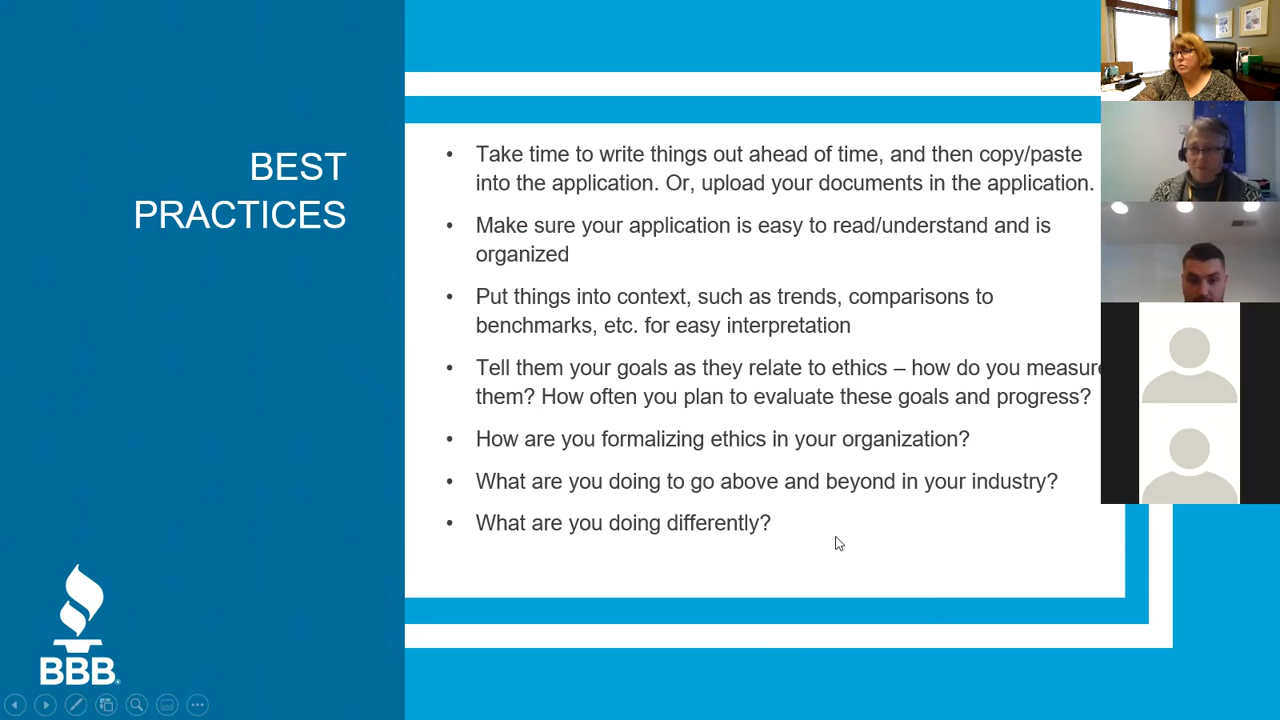 BEST
PRACTICES
• Take time to write things out ahead of time, and then copy/paste
into the application. Or, upload your documents in the application.
• Make sure your application is easy to read/understand and is
organized
• Put things into context, such as trends, comparisons to
benchmarks, etc. for easy interpretation
• Tell them your goals as they relate to ethics – how do you measure
them? How often you plan to evaluate these goals and progress?
• How are you formalizing ethics in your organization?
• What are you doing to go above and beyond in your industry?
• What are you doing differently?
BBB®